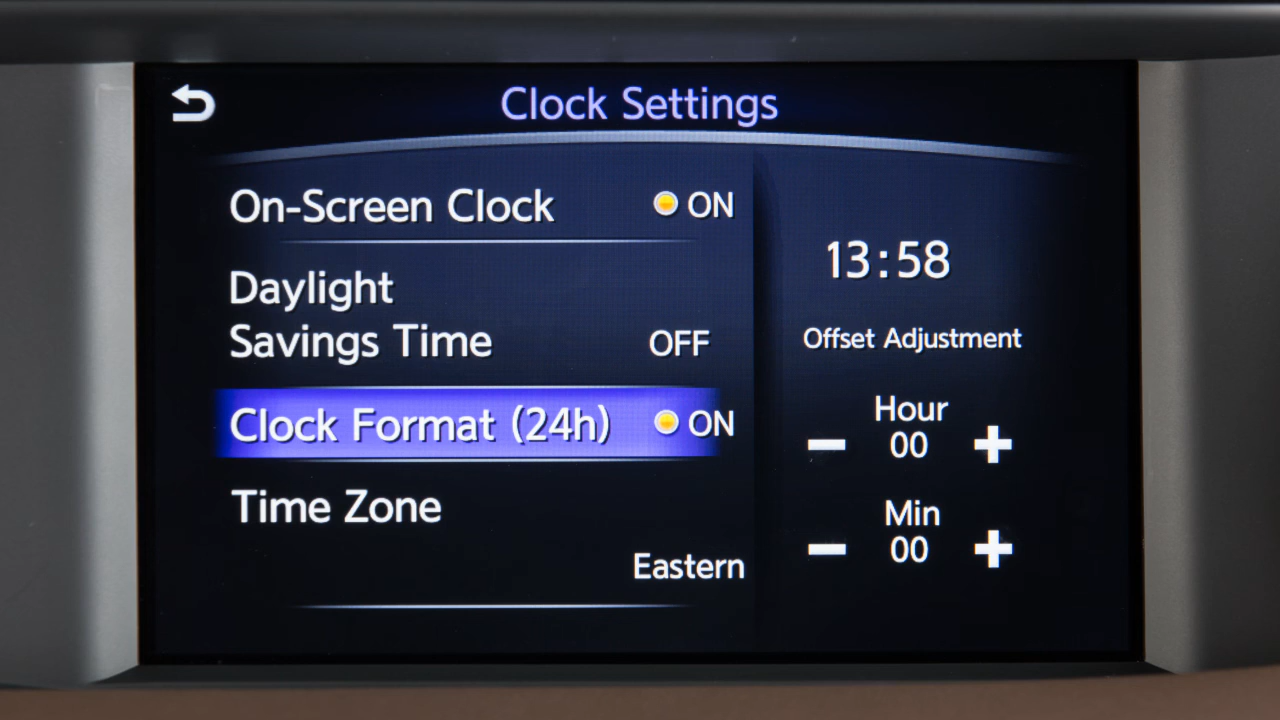 Clock Settings
On-Screen Clock ON
Daylight
Savings Time OFF
Clock Format (24h) ON
Time Zone
Eastern
13:58
Offset Adjustment
Hour
00
Min
00